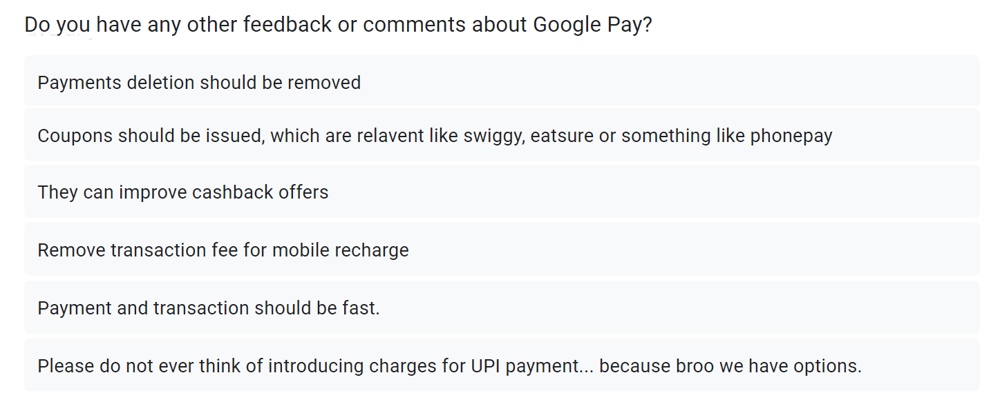 Do you have any other feedback or comments about Google Pay?
Payments deletion should be removed
Coupons should be issued, which are relavent like swiggy, eatsure or something like phonepay
They can improve cashback offers
Remove transaction fee for mobile recharge
Payment and transaction should be fast.
Please do not ever think of introducing charges for UPI payment... because broo we have options.